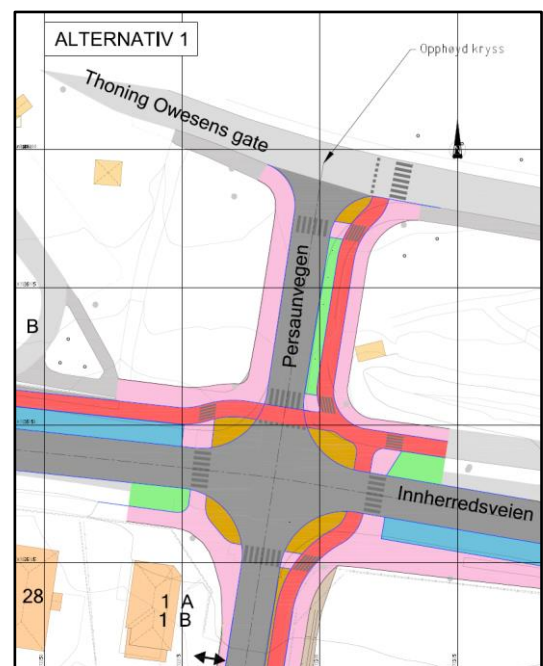 ALTERNATIV 1
Opphøyd kryss
Thoning Owesens gate
Persaunvegen
B
Innherredsveien
28
1 A
1 B